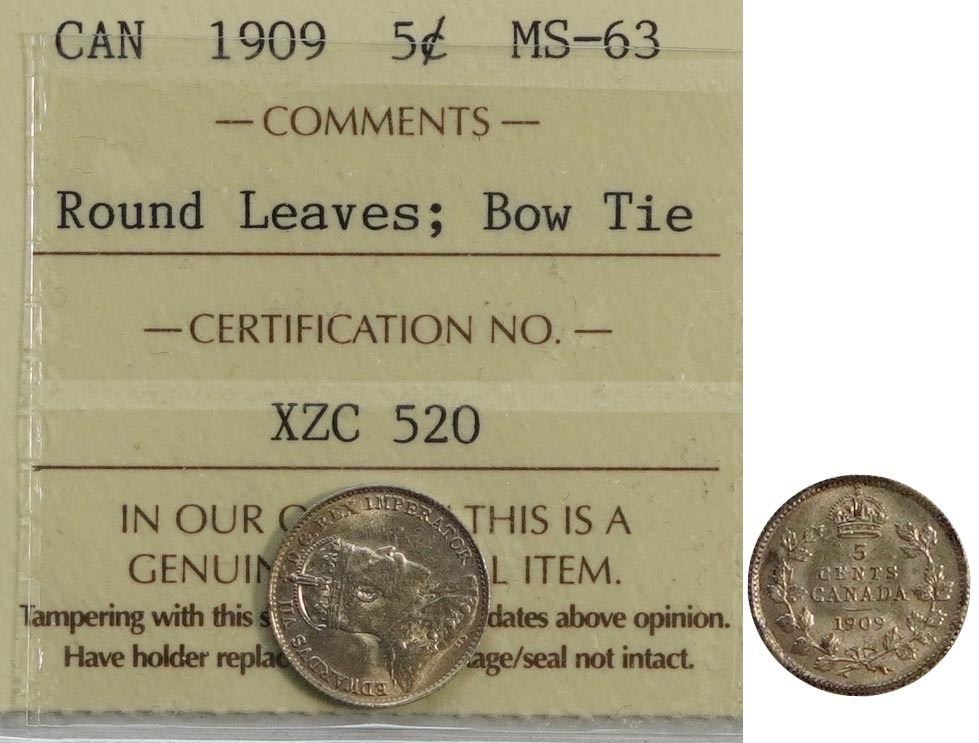 CAN 1909 5¢ MS-63
— COMMENTS —
Round Leaves; Bow Tie
— CERTIFICATION NO. —
XZC 520
IN OUR THIS IS A
GENUIN L ITEM.
Tampering with this s dates above opinion.
Have holder replac age/seal not intact.
EDWARDVS VII D.G. REX IMPERATOR
5
CENTS
CANADA
1909